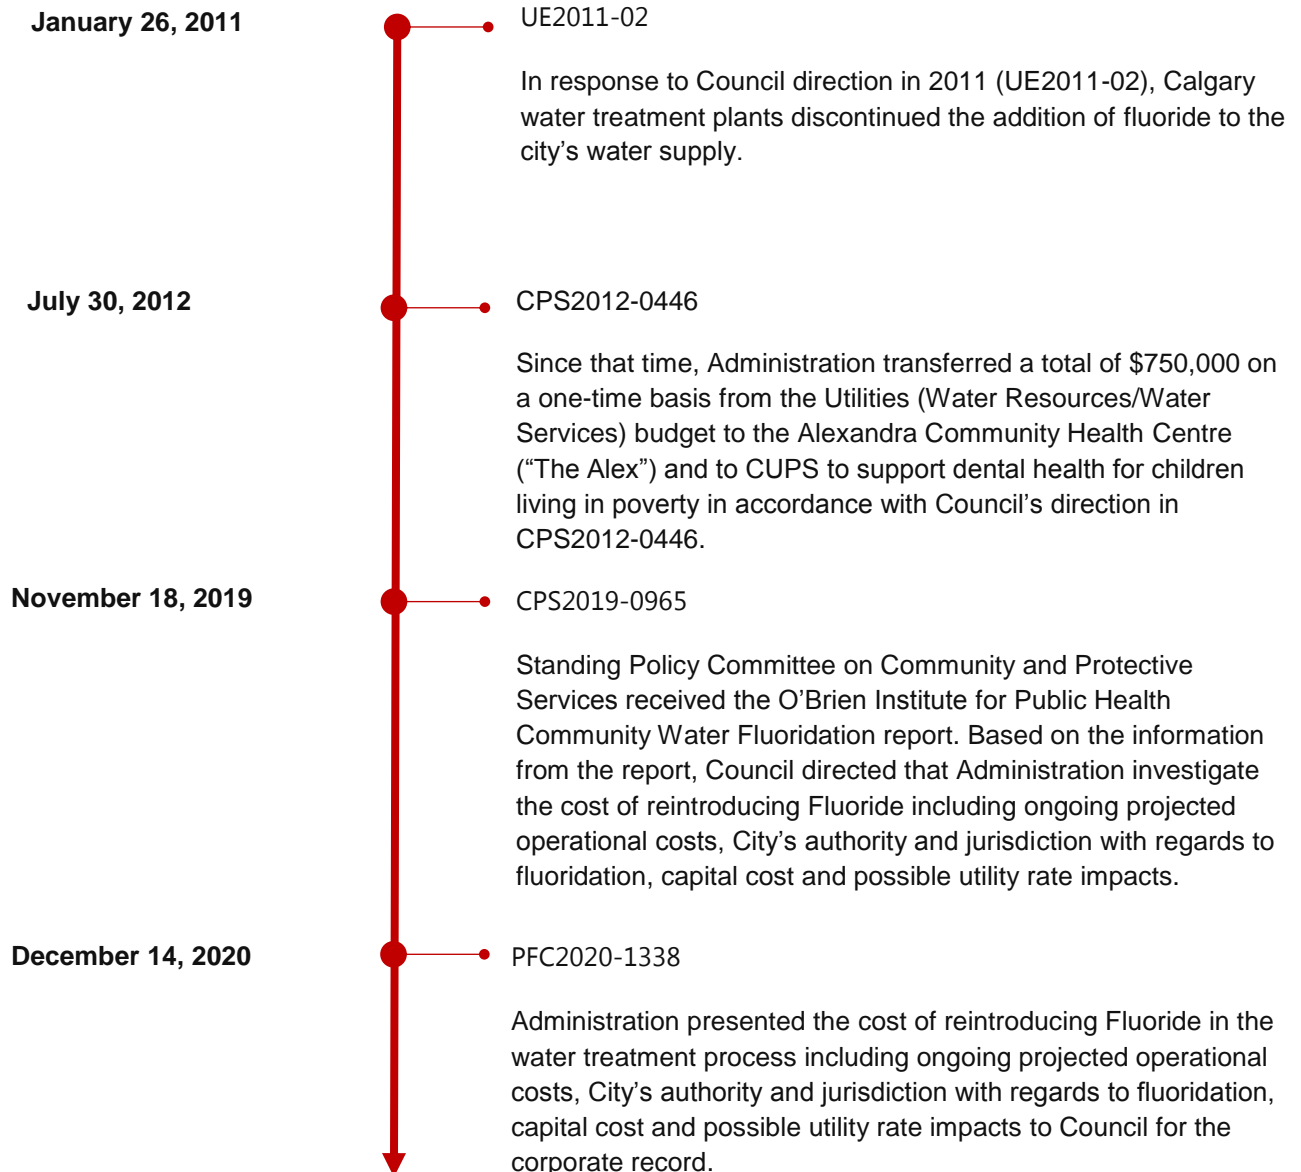 January 26, 2011
UE2011-02
In response to Council direction in 2011 (UE2011-02), Calgary
water treatment plants discontinued the addition of fluoride to the
city’s water supply.
July 30, 2012
CPS2012-0446
Since that time, Administration transferred a total of $750,000 on
a one-time basis from the Utilities (Water Resources/Water
Services) budget to the Alexandra Community Health Centre
(“The Alex”) and to CUPS to support dental health for children
living in poverty in accordance with Council’s direction in
CPS2012-0446.
November 18, 2019
CPS2019-0965
Standing Policy Committee on Community and Protective
Services received the O’Brien Institute for Public Health
Community Water Fluoridation report. Based on the information
from the report, Council directed that Administration investigate
the cost of reintroducing Fluoride including ongoing projected
operational costs, City’s authority and jurisdiction with regards to
fluoridation, capital cost and possible utility rate impacts.
December 14, 2020
PFC2020-1338
Administration presented the cost of reintroducing Fluoride in the
water treatment process including ongoing projected operational
costs, City’s authority and jurisdiction with regards to fluoridation,
capital cost and possible utility rate impacts to Council for the
corporate record.